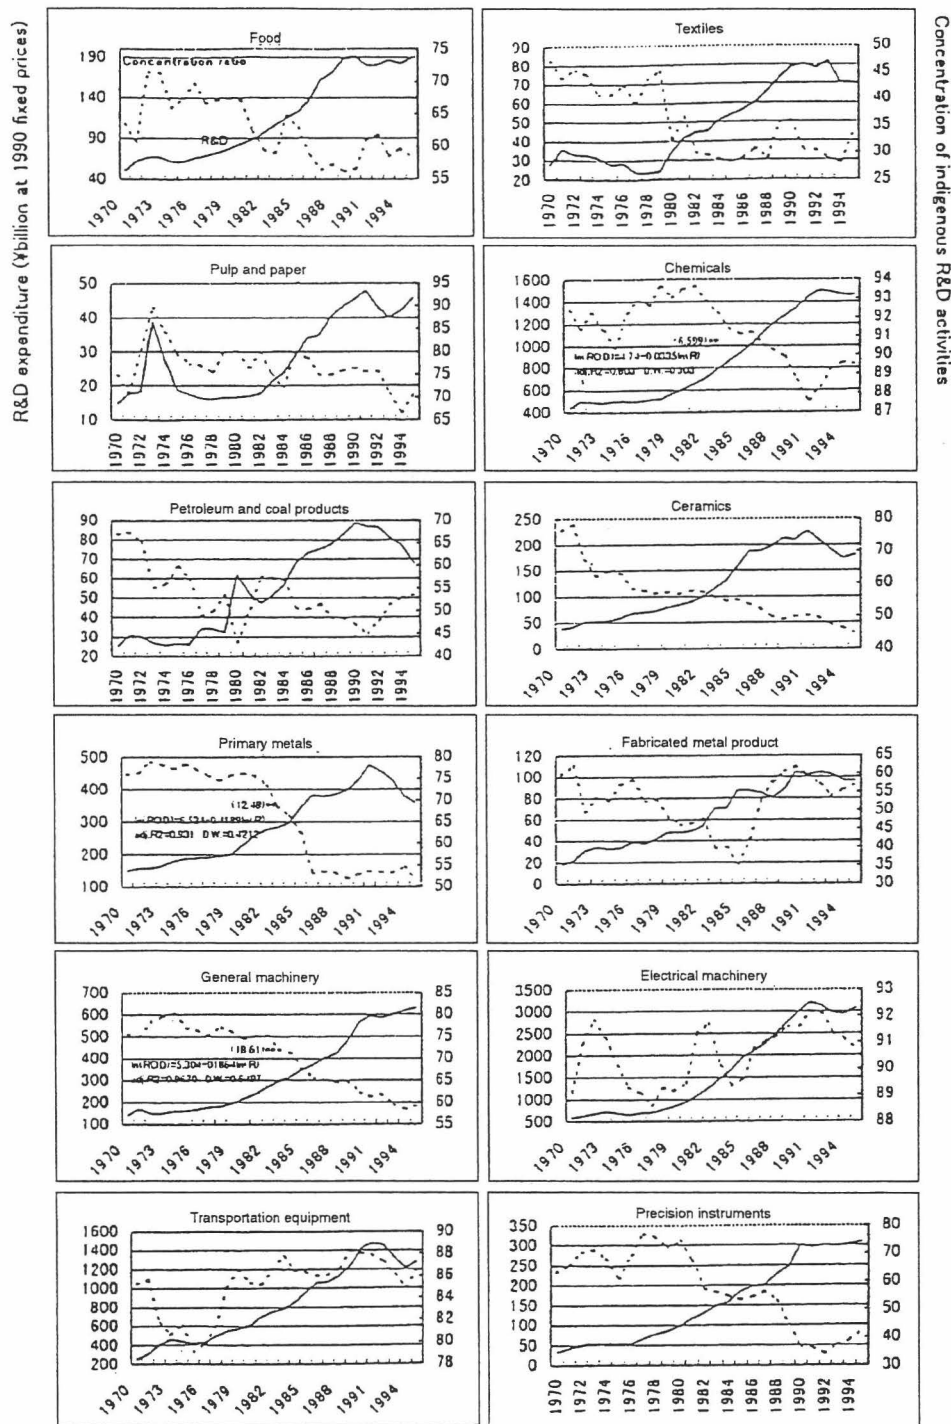 R&D expenditure (¥billion at 1990 fixed prices)
Concentration of indigenous R&D activities
Food
190 140 90 40
Concentration ratio
R&D
75 70 65 60 55
1970 1973 1976 1979 1982 1985 1988 1991 1994
Textiles
90 80 70 60 50 40 30 20
50 45 40 35 30 25
1970 1972 1974 1976 1978 1980 1982 1984 1986 1988 1990 1992 1994
Pulp and paper
50 40 30 20 10
95 90 85 80 75 70 65
1970 1972 1974 1976 1978 1980 1982 1984 1986 1988 1990 1992 1994
Chemicals
1600 1400 1200 1000 800 600 400
94 93 92 91 90 89 88 87
1970 1973 1976 1979 1982 1985 1988 1991 1994
Petroleum and coal products
90 80 70 60 50 40 30 20
70 65 60 55 50 45 40
1970 1972 1974 1976 1978 1980 1982 1984 1986 1988 1990 1992 1994
Ceramics
250 200 150 100 50 0
80 70 60 50 40
1970 1973 1976 1979 1982 1985 1988 1991 1994
Primary metals
500 400 300 200 100
80 75 70 65 60 55 50
1970 1973 1976 1979 1982 1985 1988 1991 1994
Fabricated metal product
120 100 80 60 40 20 0
65 60 55 50 45 40 35 30
1970 1973 1976 1979 1982 1985 1988 1991 1994
General machinery
700 600 500 400 300 200 100
85 80 75 70 65 60 55
1970 1973 1976 1979 1982 1985 1988 1991 1994
Electrical machinery
3500 3000 2500 2000 1500 1000 500
93 92 91 90 89 88
1970 1973 1976 1979 1982 1985 1988 1991 1994
Transportation equipment
1600 1400 1200 1000 800 600 400 200
90 88 86 84 82 80 78
1970 1973 1976 1979 1982 1985 1988 1991 1994
Precision instruments
350 300 250 200 150 100 50 0
80 70 60 50 40 30
1970 1972 1974 1976 1978 1980 1982 1984 1986 1988 1990 1992 1994